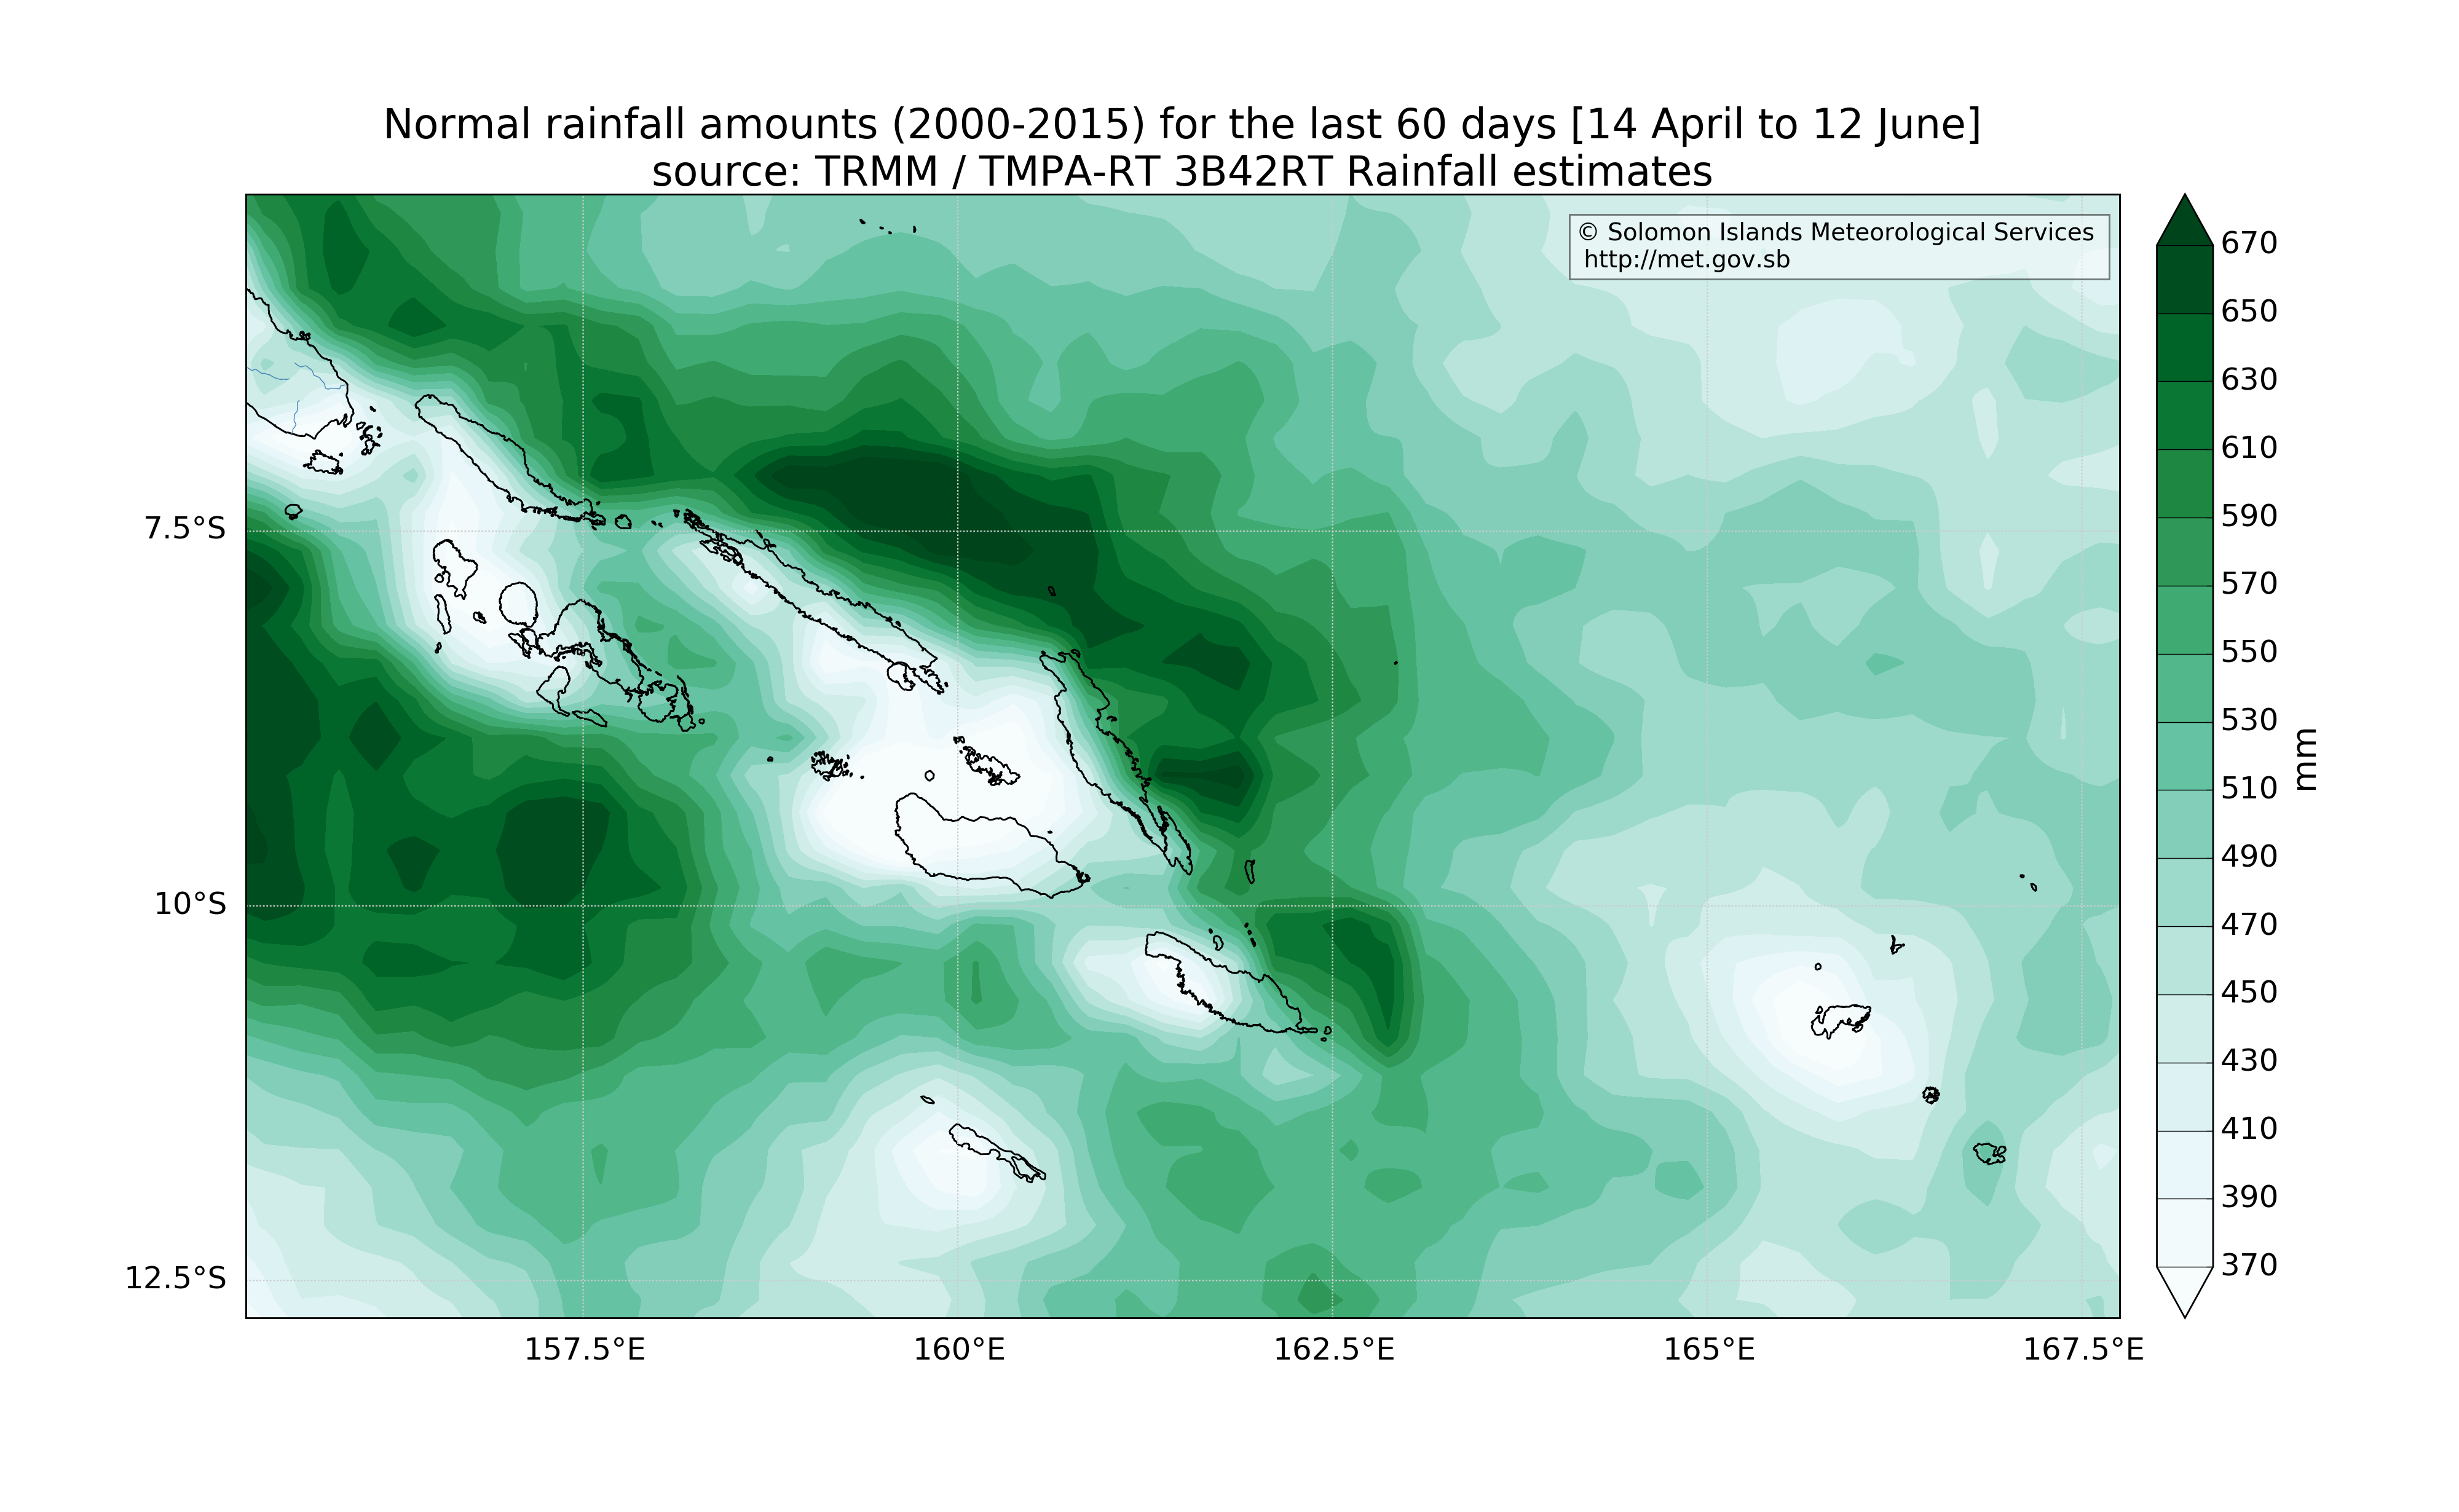 Normal rainfall amounts (2000-2015) for the last 60 days [14 April to 12 June]
source: TRMM / TMPA-RT 3B42RT Rainfall estimates
© Solomon Islands Meteorological Services
http://met.gov.sb
7.5°S
10°S
12.5°S
157.5°E
160°E
162.5°E
165°E
167.5°E
670
650
630
610
590
570
550
530
510
490
470
450
430
410
390
370
mm